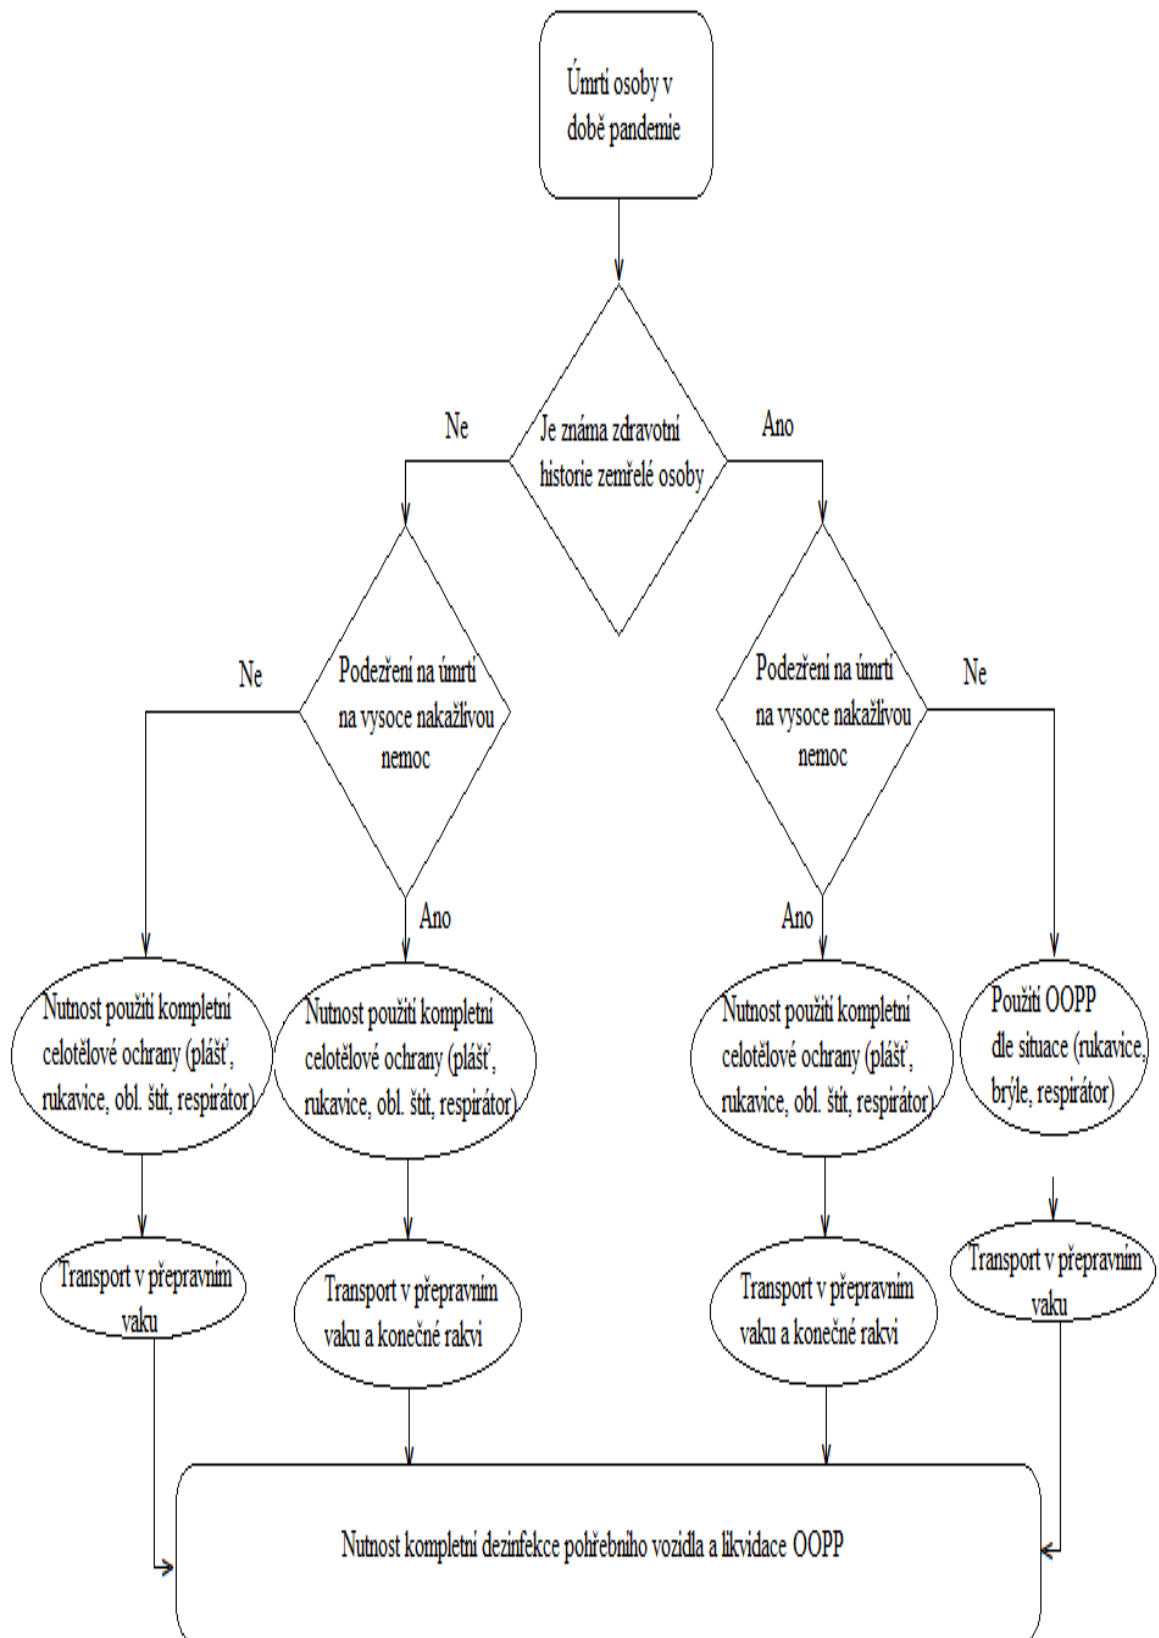 Úmrtí osoby v
době pandemie
Ne
Je známa zdravotní
historie zemřelé osoby
Ano
Ne
Podezření na úmrtí
na vysoce nakažlivou
nemoc
Podezření na úmrtí
na vysoce nakažlivou
nemoc
Ne
Ano
Ano
Nutnost použití kompletní
celotělové ochrany (plášť,
rukavice, obl. štít, respirátor)
Nutnost použití kompletní
celotělové ochrany (plášť,
rukavice, obl. štít, respirátor)
Nutnost použití kompletní
celotělové ochrany (plášť,
rukavice, obl. štít, respirátor)
Použití OOPP
dle situace (rukavice,
brýle, respirátor)
Transport v přepravním
vaku
Transport v přepravním
vaku a konečné rakvi
Transport v přepravním
vaku a konečné rakvi
Transport v přepravním
vaku
Nutnost kompletní dezinfekce pohřebního vozidla a likvidace OOPP